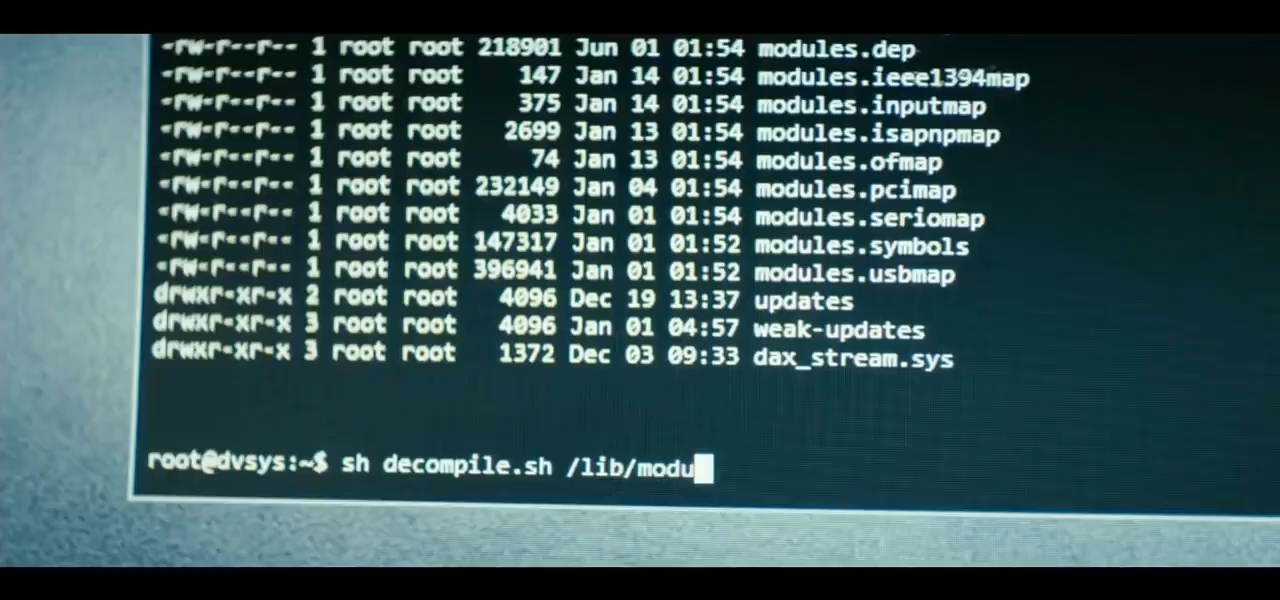 -rw-r--r-- 1 root root 218901 Jun 01 01:54 modules.dep
-rw-r--r-- 1 root root 147 Jan 14 01:54 modules.ieee1394map
-rw-r--r-- 1 root root 375 Jan 14 01:54 modules.inputmap
-rw-r--r-- 1 root root 2699 Jan 13 01:54 modules.isapnpmap
-rw-r--r-- 1 root root 74 Jan 13 01:54 modules.ofmap
-rw-r--r-- 1 root root 232149 Jan 04 01:54 modules.pcimap
-rw-r--r-- 1 root root 4033 Jan 01 01:54 modules.seriomap
-rw-r--r-- 1 root root 147317 Jan 01 01:52 modules.symbols
-rw-r--r-- 1 root root 396941 Jan 01 01:52 modules.usbmap
drwxr-xr-x 2 root root 4096 Dec 19 13:37 updates
drwxr-xr-x 3 root root 4096 Jan 01 04:57 weak-updates
drwxr-xr-x 3 root root 1372 Dec 03 09:33 dax_stream.sys
root@dvsys:~$ sh decompile.sh /lib/modu